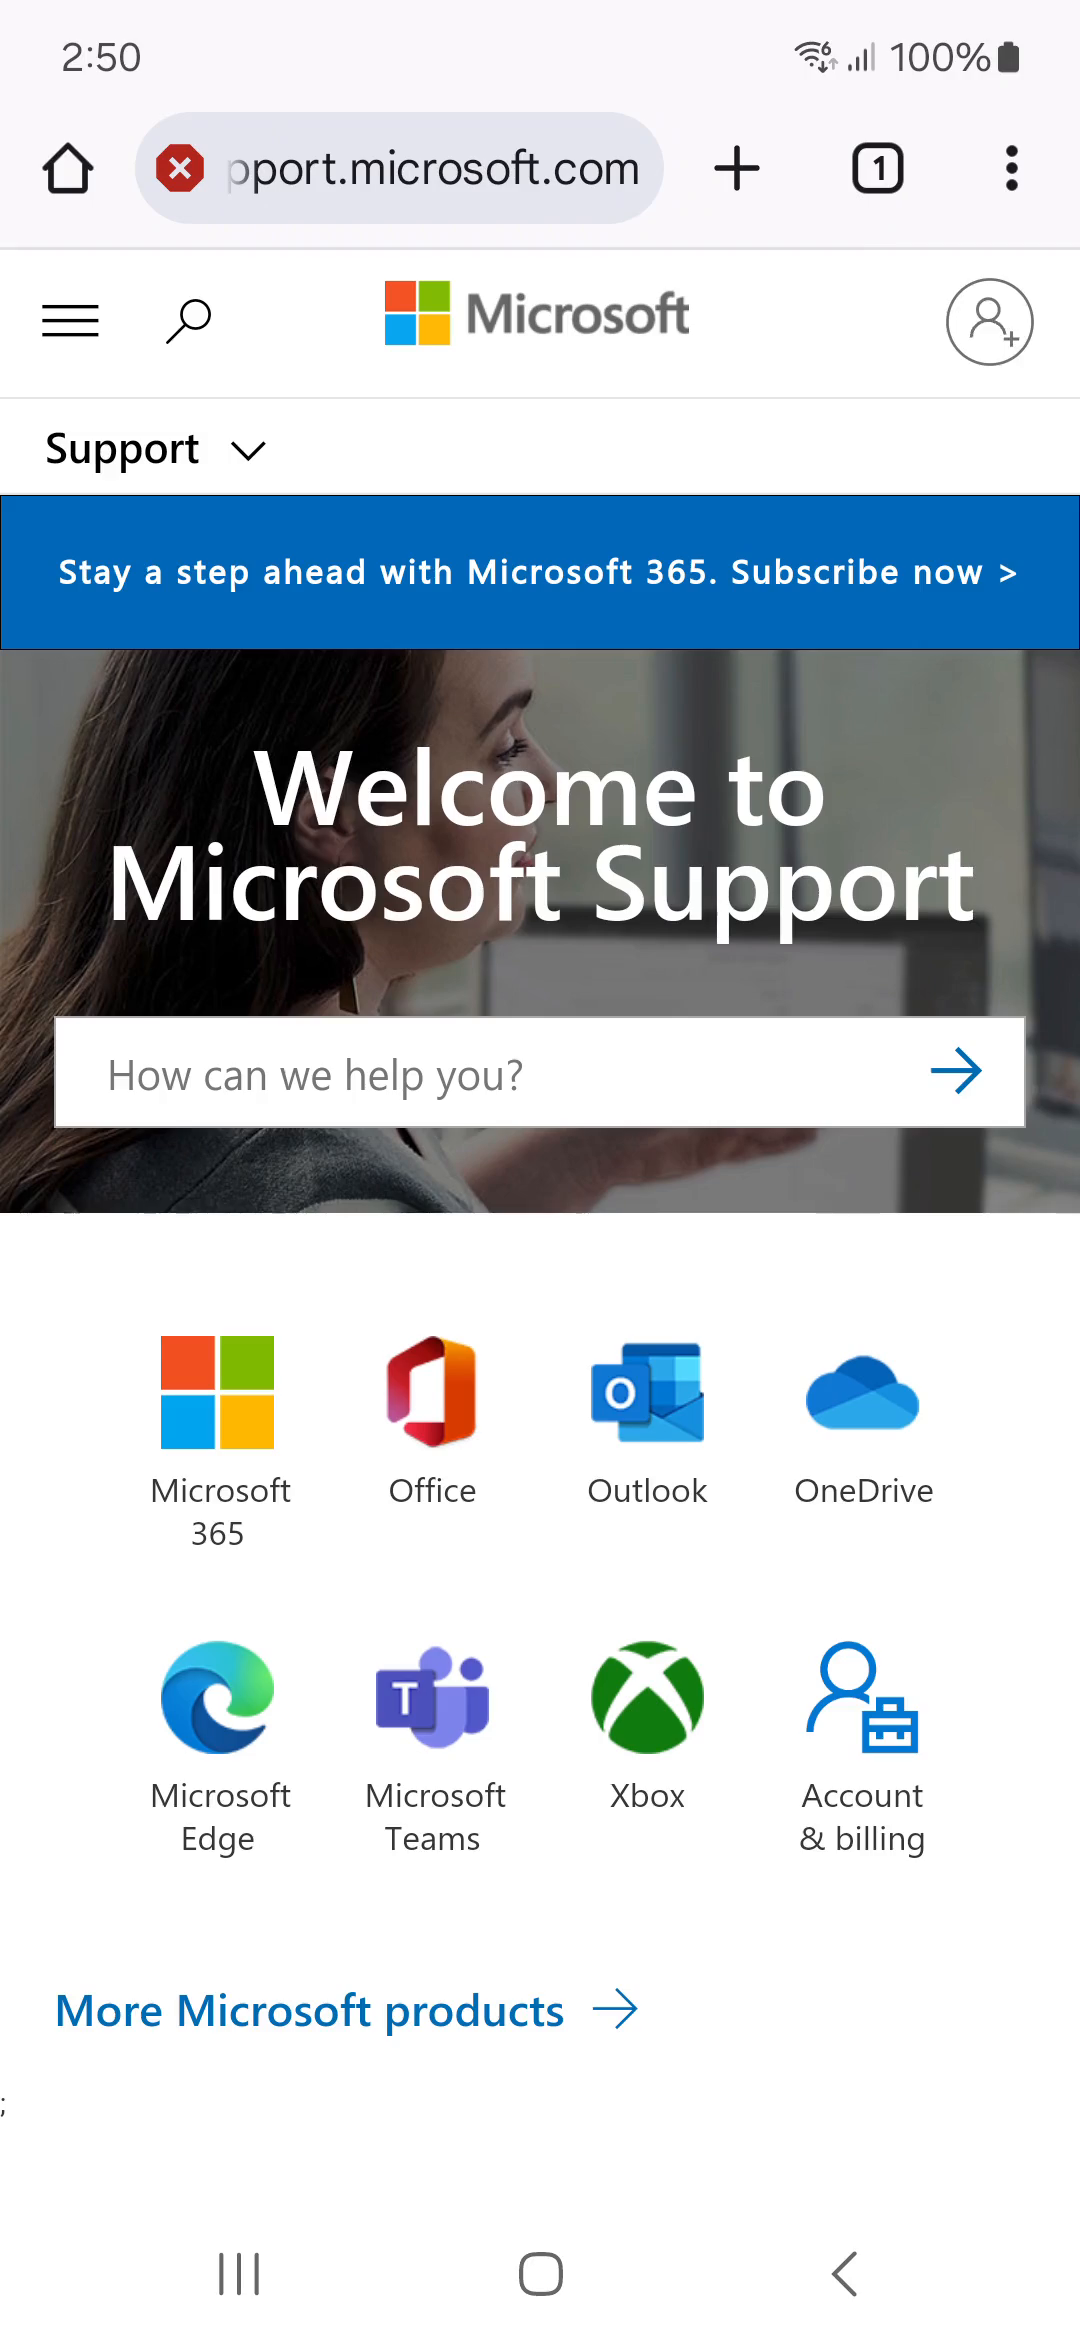 2:50
6 100%
pport.microsoft.com
1
Microsoft
Support
Stay a step ahead with Microsoft 365. Subscribe now >
Welcome to
Microsoft Support
How can we help you?
Microsoft
365
Office
Outlook
OneDrive
Microsoft
Edge
Microsoft
Teams
Xbox
Account
& billing
More Microsoft products
;